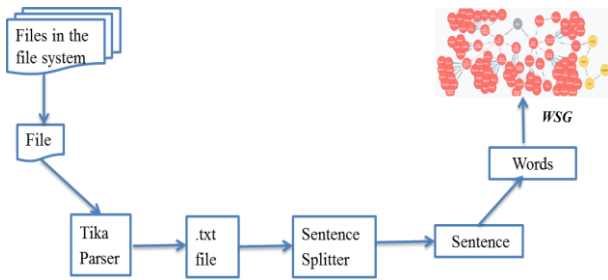 Files in the
file system
File
Tika
Parser
.txt
file
Sentence
Splitter
Sentence
Words
WSG